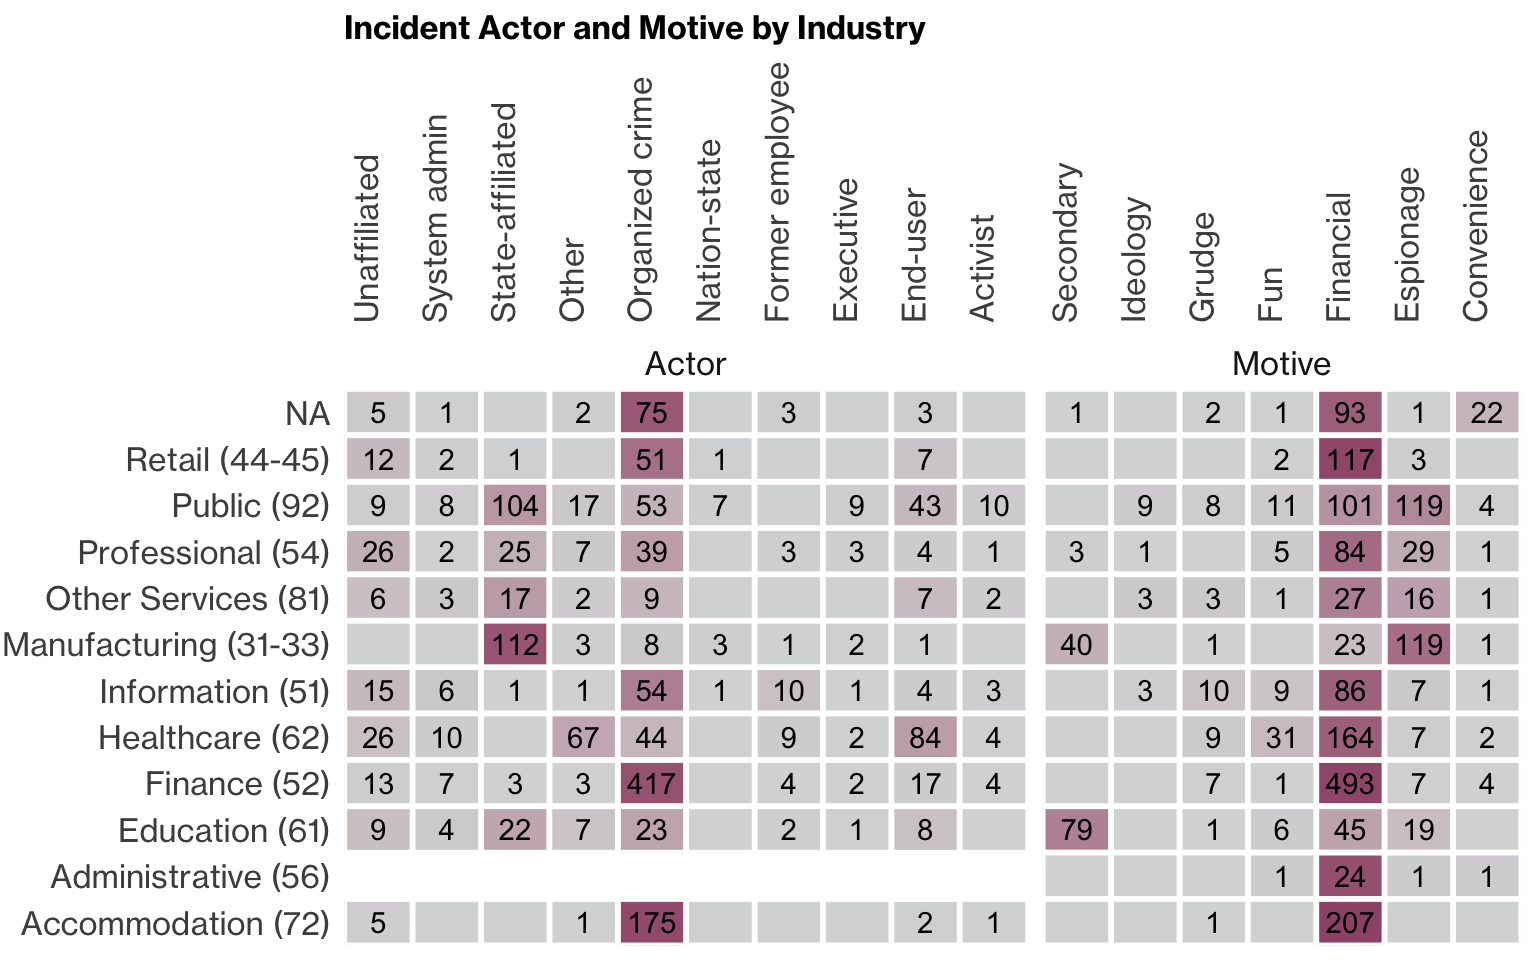 Incident Actor and Motive by Industry
Unaffiliated System admin State-affiliated Other Organized crime Nation-state Former employee Executive End-user Activist Secondary Ideology Grudge Fun Financial Espionage Convenience
Actor Motive
NA 5 1 2 75 3 3 1 2 1 93 1 22
Retail (44-45) 12 2 1 51 1 7 2 117 3
Public (92) 9 8 104 17 53 7 9 43 10 9 8 11 101 119 4
Professional (54) 26 2 25 7 39 3 3 4 1 3 1 5 84 29 1
Other Services (81) 6 3 17 2 9 7 2 3 3 1 27 16 1
Manufacturing (31-33) 112 3 8 3 1 2 1 40 1 23 119 1
Information (51) 15 6 1 1 54 1 10 1 4 3 3 10 9 86 7 1
Healthcare (62) 26 10 67 44 9 2 84 4 9 31 164 7 2
Finance (52) 13 7 3 3 417 4 2 17 4 7 1 493 7 4
Education (61) 9 4 22 7 23 2 1 8 79 1 6 45 19
Administrative (56) 1 24 1 1
Accommodation (72) 5 1 175 2 1 1 207